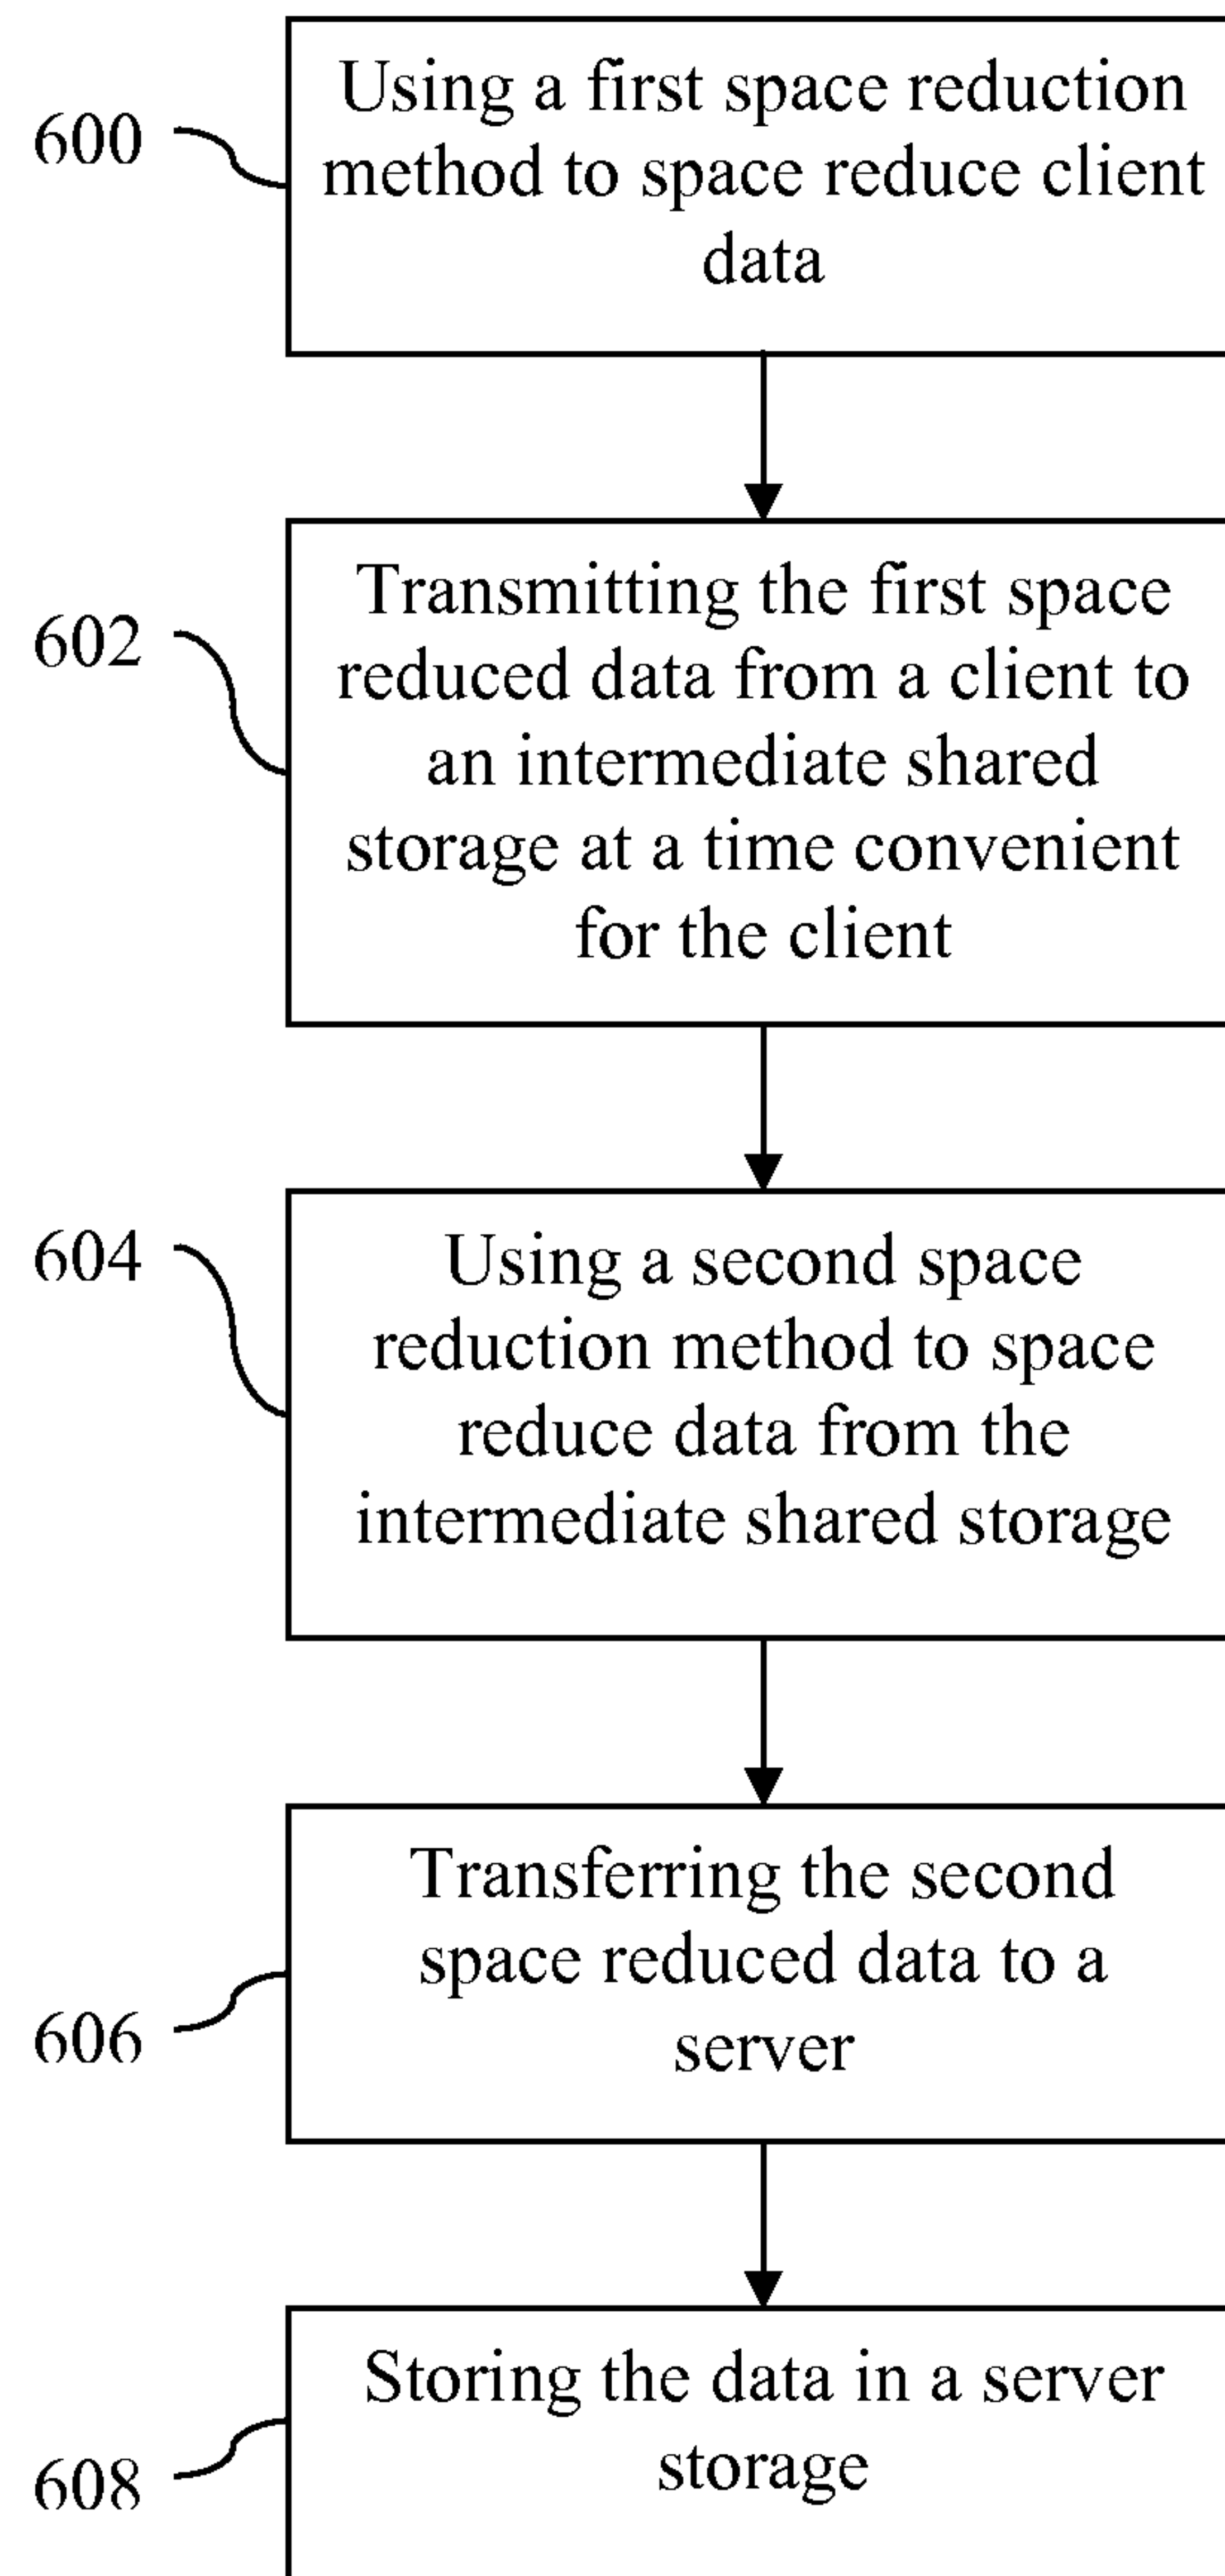 600
Using a first space reduction
method to space reduce client
data
602
Transmitting the first space
reduced data from a client to
an intermediate shared
storage at a time convenient
for the client
604
Using a second space
reduction method to space
reduce data from the
intermediate shared storage
606
Transferring the second
space reduced data to a
server
608
Storing the data in a server
storage